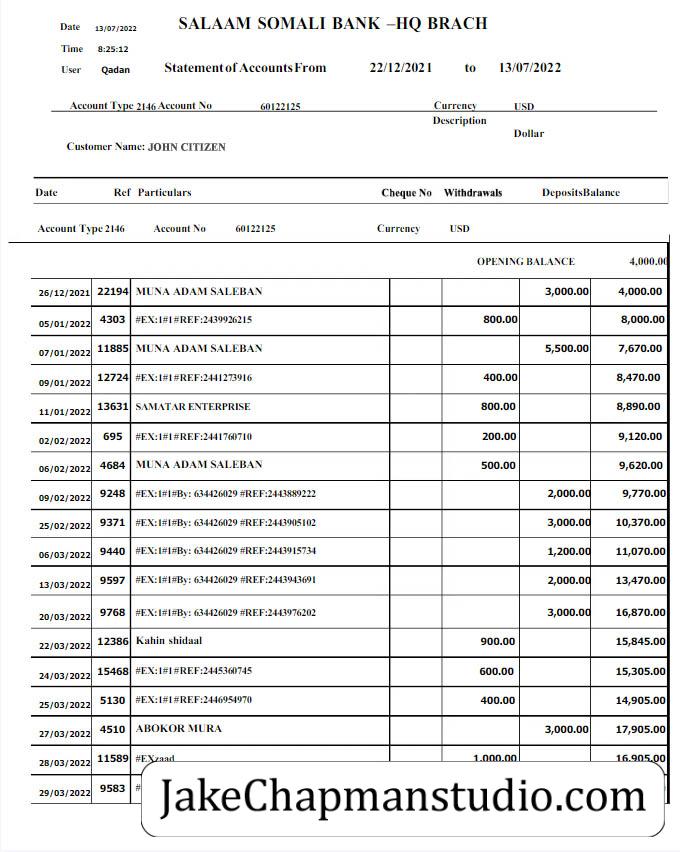 Date 13/07/2022 SALAAM SOMALI BANK –HQ BRACH
Time 8:25:12
User Qadan Statement of Accounts From 22/12/2021 to 13/07/2022
Account Type 2146 Account No 60122125 Currency USD
Description
Dollar
Customer Name: JOHN CITIZEN
Date Ref Particulars Cheque No Withdrawals DepositsBalance
Account Type 2146 Account No 60122125 Currency USD
OPENING BALANCE 4,000.00
26/12/2021 22194 MUNA ADAM SALEBAN 3,000.00 4,000.00
05/01/2022 4303 #EX:1#1#REF:2439926215 800.00 8,000.00
07/01/2022 11885 MUNA ADAM SALEBAN 5,500.00 7,670.00
09/01/2022 12724 #EX:1#1#REF:2441273916 400.00 8,470.00
11/01/2022 13631 SAMATAR ENTERPRISE 800.00 8,890.00
02/02/2022 695 #EX:1#1#REF:2441760710 200.00 9,120.00
06/02/2022 4684 MUNA ADAM SALEBAN 500.00 9,620.00
09/02/2022 9248 #EX:1#1#By: 634426029 #REF:2443889222 2,000.00 9,770.00
25/02/2022 9371 #EX:1#1#By: 634426029 #REF:2443905102 3,000.00 10,370.00
06/03/2022 9440 #EX:1#1#By: 634426029 #REF:2443915734 1,200.00 11,070.00
13/03/2022 9597 #EX:1#1#By: 634426029 #REF:2443943691 2,000.00 13,470.00
20/03/2022 9768 #EX:1#1#By: 634426029 #REF:2443976202 3,000.00 16,870.00
22/03/2022 12386 Kahin shidaal 900.00 15,845.00
24/03/2022 15468 #EX:1#1#REF:2445360745 600.00 15,305.00
25/03/2022 5130 #EX:1#1#REF:2446954970 400.00 14,905.00
27/03/2022 4510 ABOKOR MURA 3,000.00 17,905.00
28/03/2022 11589 #EXzaad 1,000.00 16,905.00
29/03/2022 9583 #
JakeChapmanstudio.com